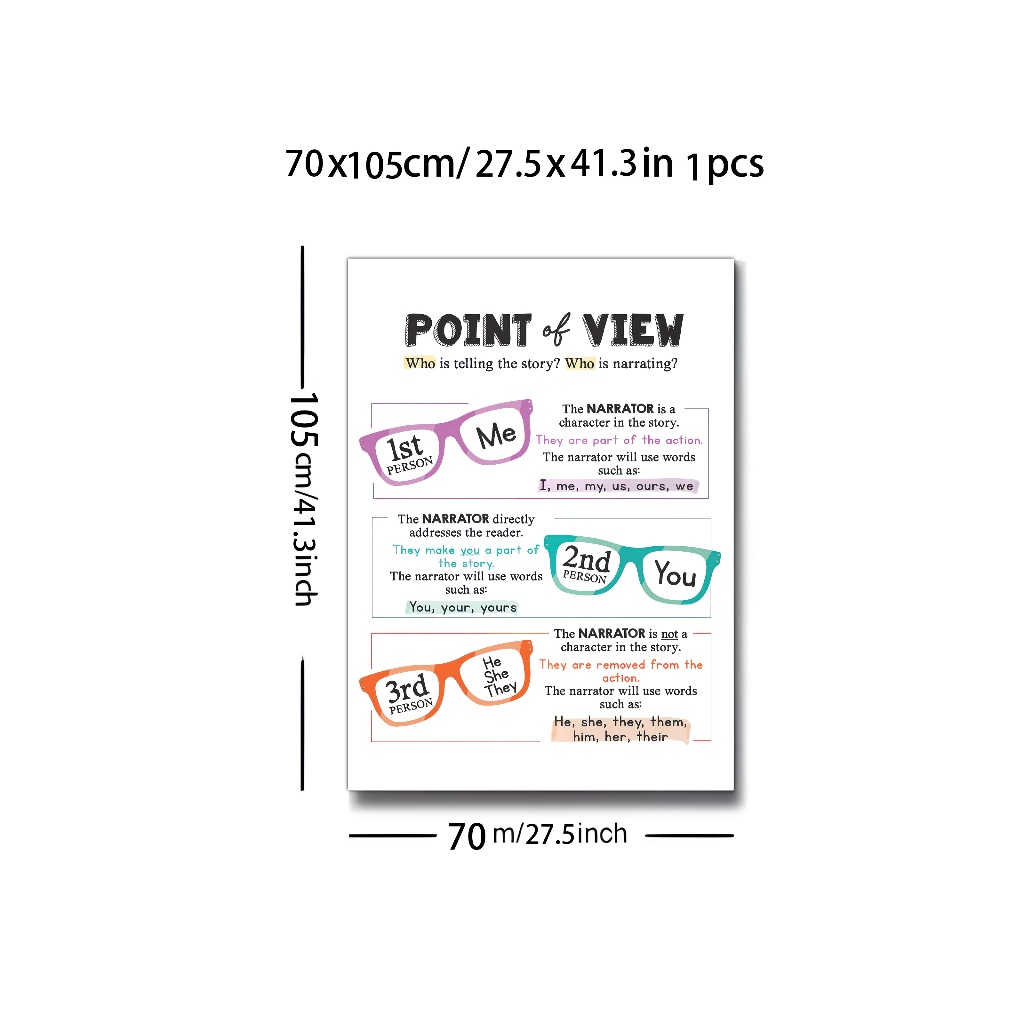 70x105cm/ 27.5x41.3in 1pcs
105cm/41.3inch
POINT of VIEW
Who is telling the story? Who is narrating?
1st
PERSON
Me
The NARRATOR is a
character in the story.
They are part of the action.
The narrator will use words
such as:
I, me, my, us, ours, we
The NARRATOR directly
addresses the reader.
They make you a part of
the story.
The narrator will use words
such as:
You, your, yours
2nd
PERSON
You
3rd
PERSON
He
She
They
The NARRATOR is not a
character in the story.
They are removed from the
action.
The narrator will use words
such as:
He, she, they, them,
him, her, their
70 m/27.5inch